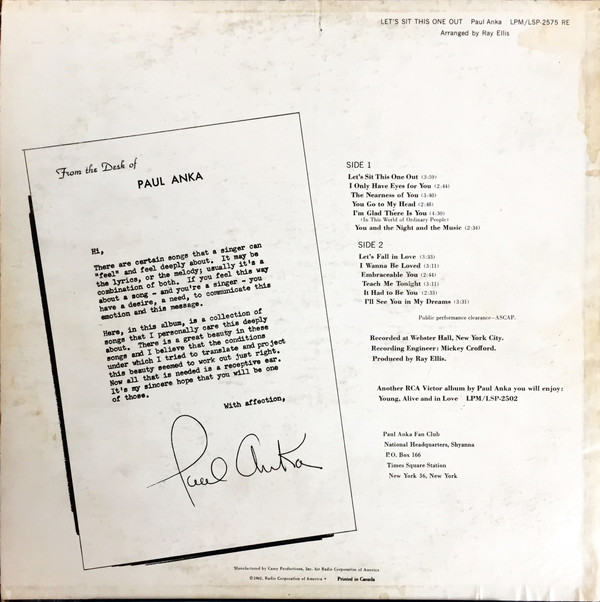 LET'S SIT THIS ONE OUT Paul Anka LPM/LSP-2575 RE
Arranged by Ray Ellis
From the Desk of
PAUL ANKA
Hi,
There are certain songs that a singer can
"feel" and feel deeply about. It may be
the lyrics, or the melody; usually it's a
combination of both. If you feel this way
about a song - and you're a singer - you
have a desire, a need, to communicate this
emotion and this message.
Here, in this album, is a collection of
songs that I personally care this deeply
about. There is a great beauty in these
songs and I believe that the conditions
under which I tried to translate and project
this beauty seemed to work out just right.
Now all that is needed is a receptive ear.
It's my sincere hope that you will be one
of those.
With affection,
Paul Anka
SIDE 1
Let's Sit This One Out (3:59)
I Only Have Eyes for You (2:44)
The Nearness of You (3:40)
You Go to My Head (2:48)
I'm Glad There Is You (4:30)
(In This World of Ordinary People)
You and the Night and the Music (2:34)
SIDE 2
Let's Fall in Love (3:33)
I Wanna Be Loved (3:11)
Embraceable You (2:44)
Teach Me Tonight (3:11)
It Had to Be You (2:33)
I'll See You in My Dreams (3:31)
Public performance clearance—ASCAP.
Recorded at Webster Hall, New York City.
Recording Engineer: Mickey Crofford.
Produced by Ray Ellis.
Another RCA Victor album by Paul Anka you will enjoy:
Young, Alive and in Love LPM/LSP-2502
Paul Anka Fan Club
National Headquarters, Shyanna
P.O. Box 166
Times Square Station
New York 36, New York
Manufactured by Camy Productions, Inc. for Radio Corporation of America
©1962, Radio Corporation of America • Printed in Canada